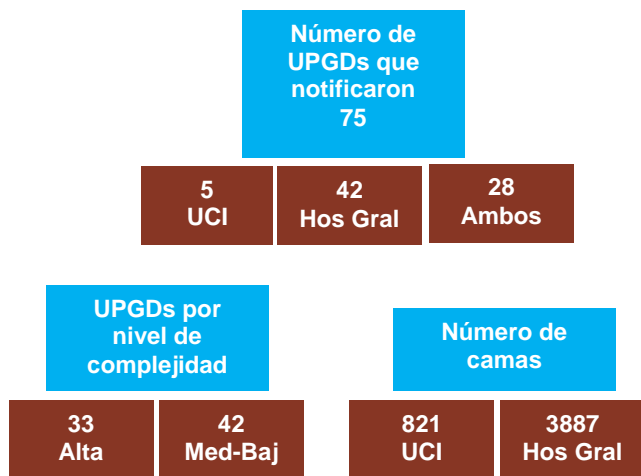 Número de
UPGDs que
notificaron
75
5
UCI
42
Hos Gral
28
Ambos
UPGDs por
nivel de
complejidad
Número de
camas
33
Alta
42
Med-Baj
821
UCI
3887
Hos Gral